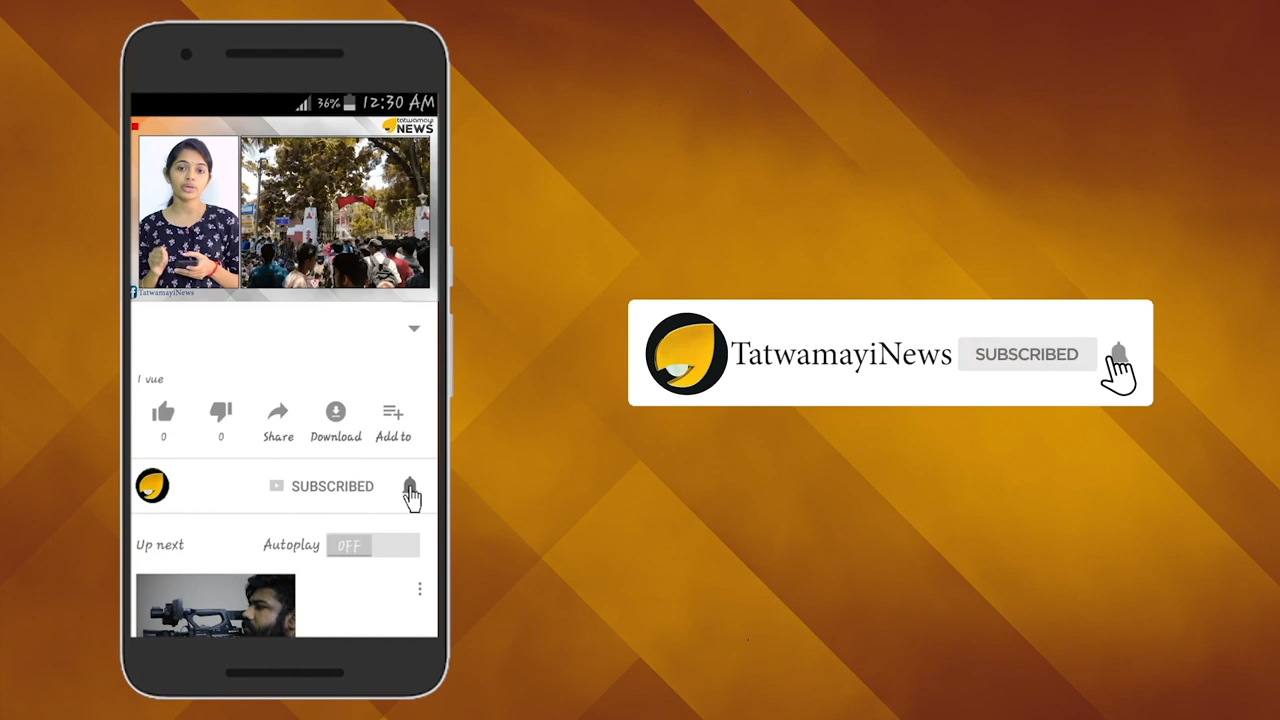 36% 12:30 AM
tatwamayi
NEWS
TatwamayiNews
1 vue
0 0 Share Download Add to
SUBSCRIBED
Up next Autoplay OFF
TatwamayiNews SUBSCRIBED